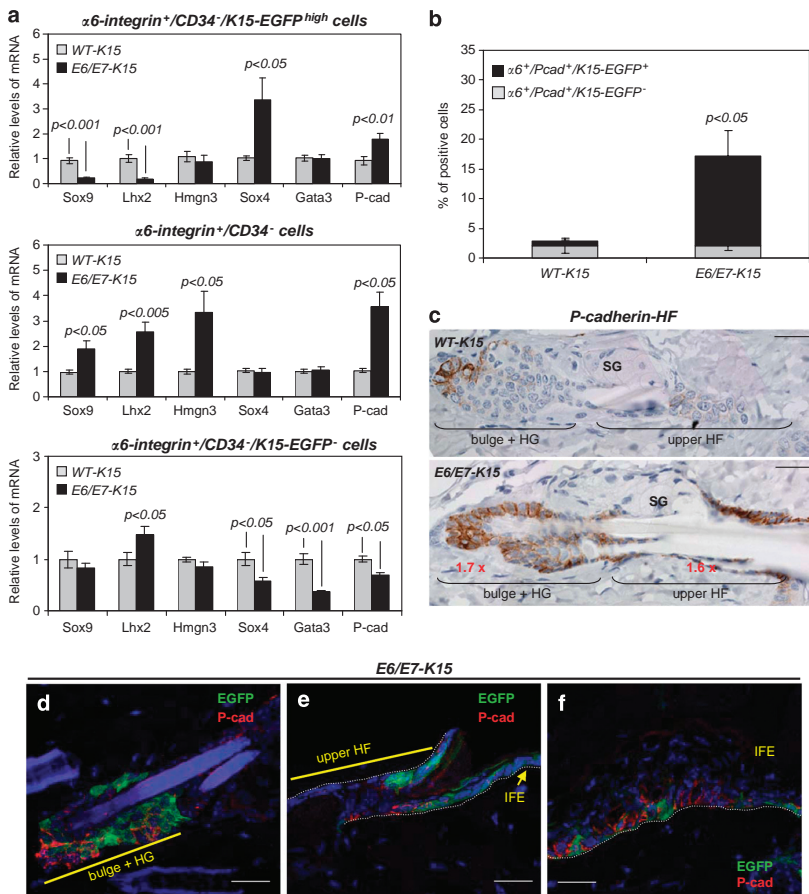 a
α6-integrin+/CD34-/K15-EGFPhigh cells
WT-K15
E6/E7-K15
Relative levels of mRNA
6
5
4
3
2
1
0
p<0.001
p<0.001
p<0.05
p<0.01
Sox9 Lhx2 Hmgn3 Sox4 Gata3 P-cad
α6-integrin+/CD34- cells
WT-K15
E6/E7-K15
Relative levels of mRNA
6
5
4
3
2
1
0
p<0.05
p<0.005
p<0.05
p<0.05
Sox9 Lhx2 Hmgn3 Sox4 Gata3 P-cad
α6-integrin+/CD34-/K15-EGFP- cells
WT-K15
E6/E7-K15
Relative levels of mRNA
3
2
1
0
p<0.05
p<0.05
p<0.001
p<0.05
Sox9 Lhx2 Hmgn3 Sox4 Gata3 P-cad
b
α6+/Pcad+/K15-EGFP+
α6+/Pcad+/K15-EGFP-
% of positive cells
35
30
25
20
15
10
5
0
p<0.05
WT-K15 E6/E7-K15
c
P-cadherin-HF
WT-K15
SG
bulge + HG upper HF
E6/E7-K15
SG
1.7 x 1.6 x
bulge + HG upper HF
E6/E7-K15
d
EGFP
P-cad
bulge + HG
e
EGFP
P-cad
upper HF
IFE
f
IFE
EGFP
P-cad